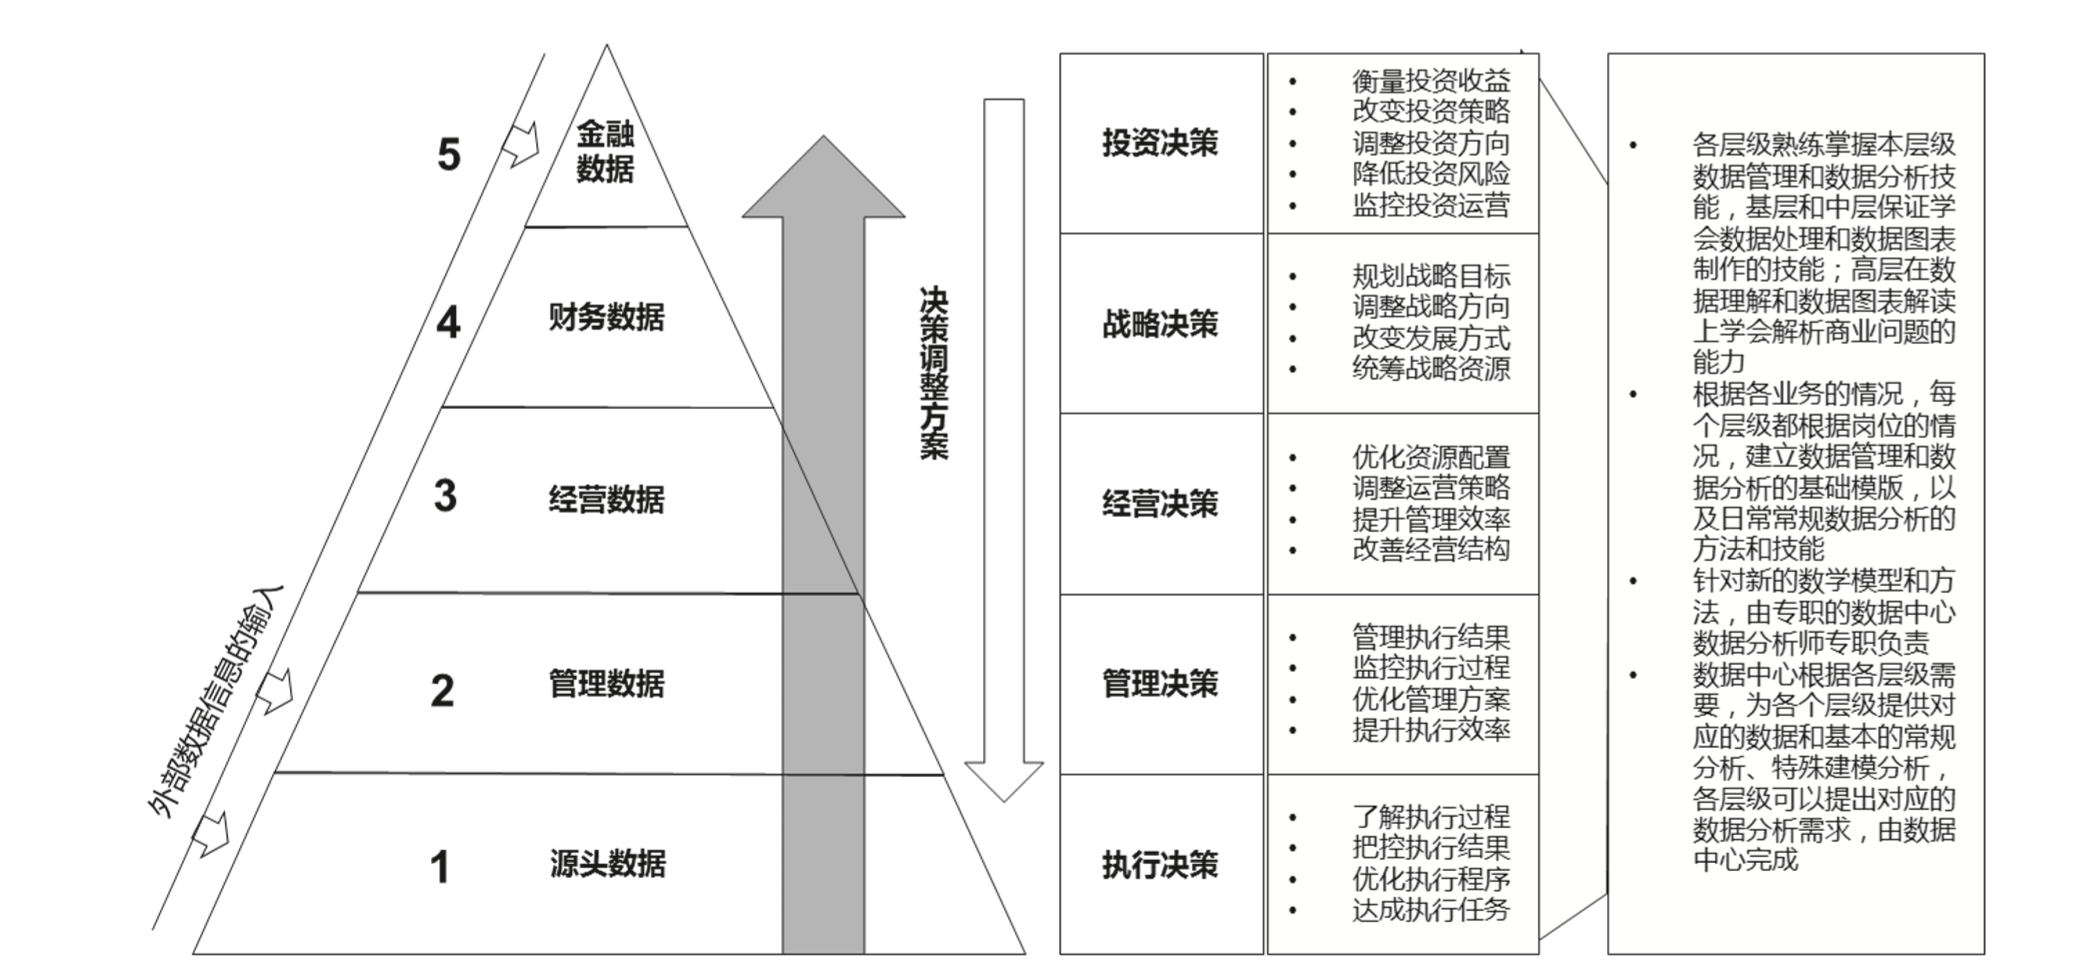 5
金融
数据
4
财务数据
3
经营数据
2
管理数据
1
源头数据
外部数据信息的输入
决策调整方案
投资决策
• 衡量投资收益
• 改变投资策略
• 调整投资方向
• 降低投资风险
• 监控投资运营
战略决策
• 规划战略目标
• 调整战略方向
• 改变发展方式
• 统筹战略资源
经营决策
• 优化资源配置
• 调整运营策略
• 提升管理效率
• 改善经营结构
管理决策
• 管理执行结果
• 监控执行过程
• 优化管理方案
• 提升执行效率
执行决策
• 了解执行过程
• 把控执行结果
• 优化执行程序
• 达成执行任务
• 各层级熟练掌握本层级
数据管理和数据分析技
能，基层和中层保证学
会数据处理和数据图表
制作的技能；高层在数
据理解和数据图表解读
上学会解析商业问题的
能力
• 根据各业务的情况，每
个层级都根据岗位的情
况，建立数据管理和数
据分析的基础模版，以
及日常常规数据分析的
方法和技能
• 针对新的数学模型和方
法，由专职的数据中心
数据分析师专职负责
• 数据中心根据各层级需
要，为各个层级提供对
应的数据和基本的常规
分析、特殊建模分析，
各层级可以提出对应的
数据分析需求，由数据
中心完成